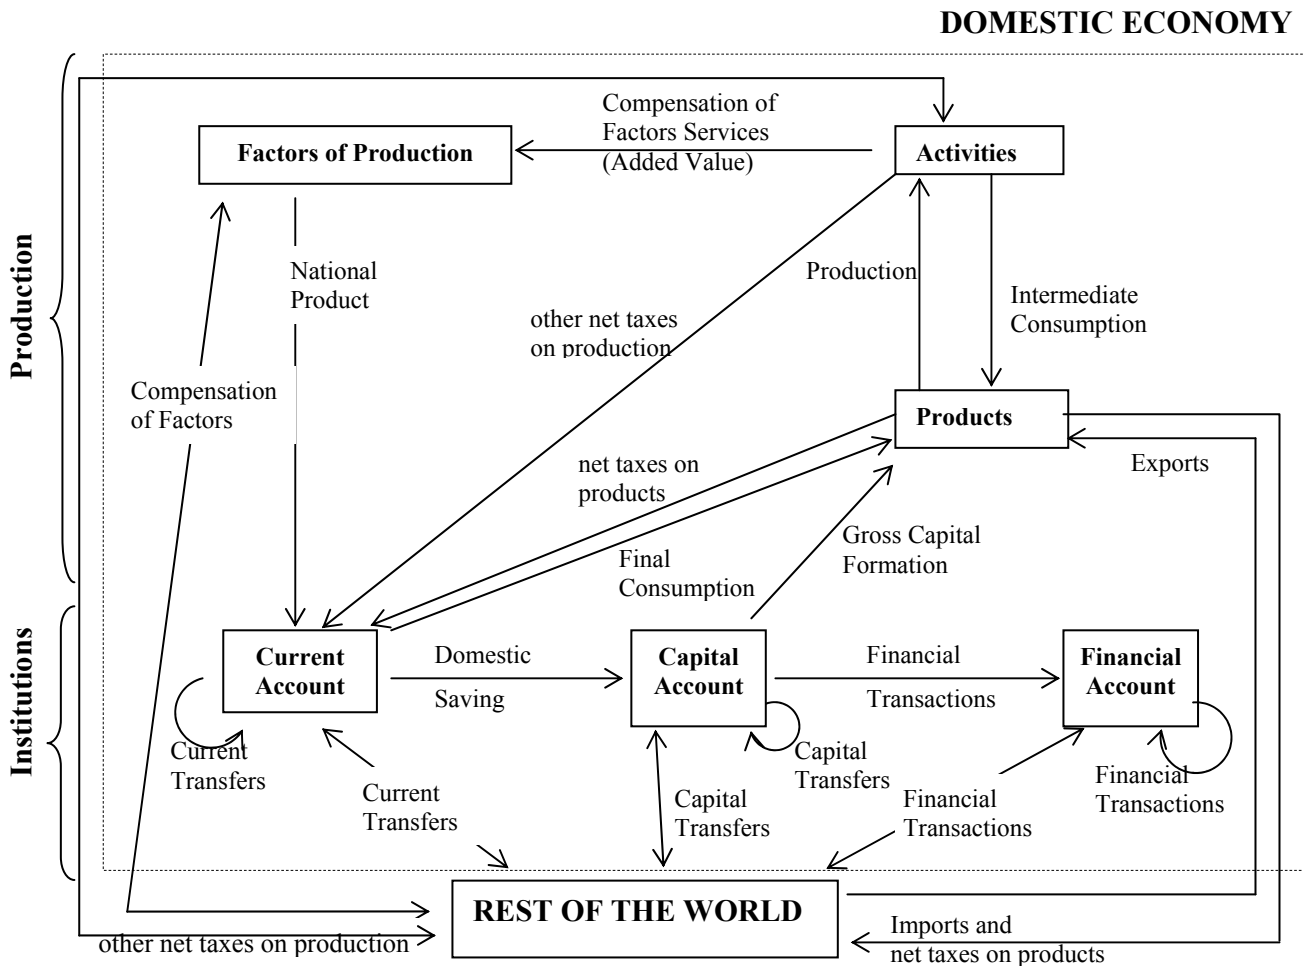 DOMESTIC ECONOMY
Compensation of
Factors Services
(Added Value)
Factors of Production
Activities
Production
National
Product
Production
Intermediate
Consumption
other net taxes
on production
Compensation
of Factors
Products
net taxes on
products
Exports
Gross Capital
Formation
Final
Consumption
Institutions
Current
Account
Domestic
Saving
Capital
Account
Financial
Transactions
Financial
Account
Current
Transfers
Current
Transfers
Capital
Transfers
Capital
Transfers
Financial
Transactions
Financial
Transactions
REST OF THE WORLD
other net taxes on production
Imports and
net taxes on products